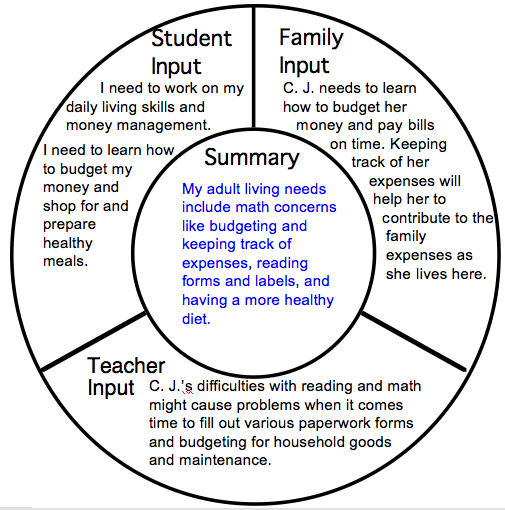 Student
Input
I need to work on my
daily living skills and
money management.
I need to learn how
to budget my
money and
shop for and
prepare
healthy
meals.
Family
Input
C. J. needs to learn
how to budget her
money and pay bills
on time. Keeping
track of her
expenses will
help her to
contribute to the
family
expenses as
she lives here.
Summary
My adult living needs
include math concerns
like budgeting and
keeping track of
expenses, reading
forms and labels, and
having a more healthy
diet.
Teacher
Input
C. J.'s difficulties with reading and math
might cause problems when it comes
time to fill out various paperwork forms
and budgeting for household goods
and maintenance.